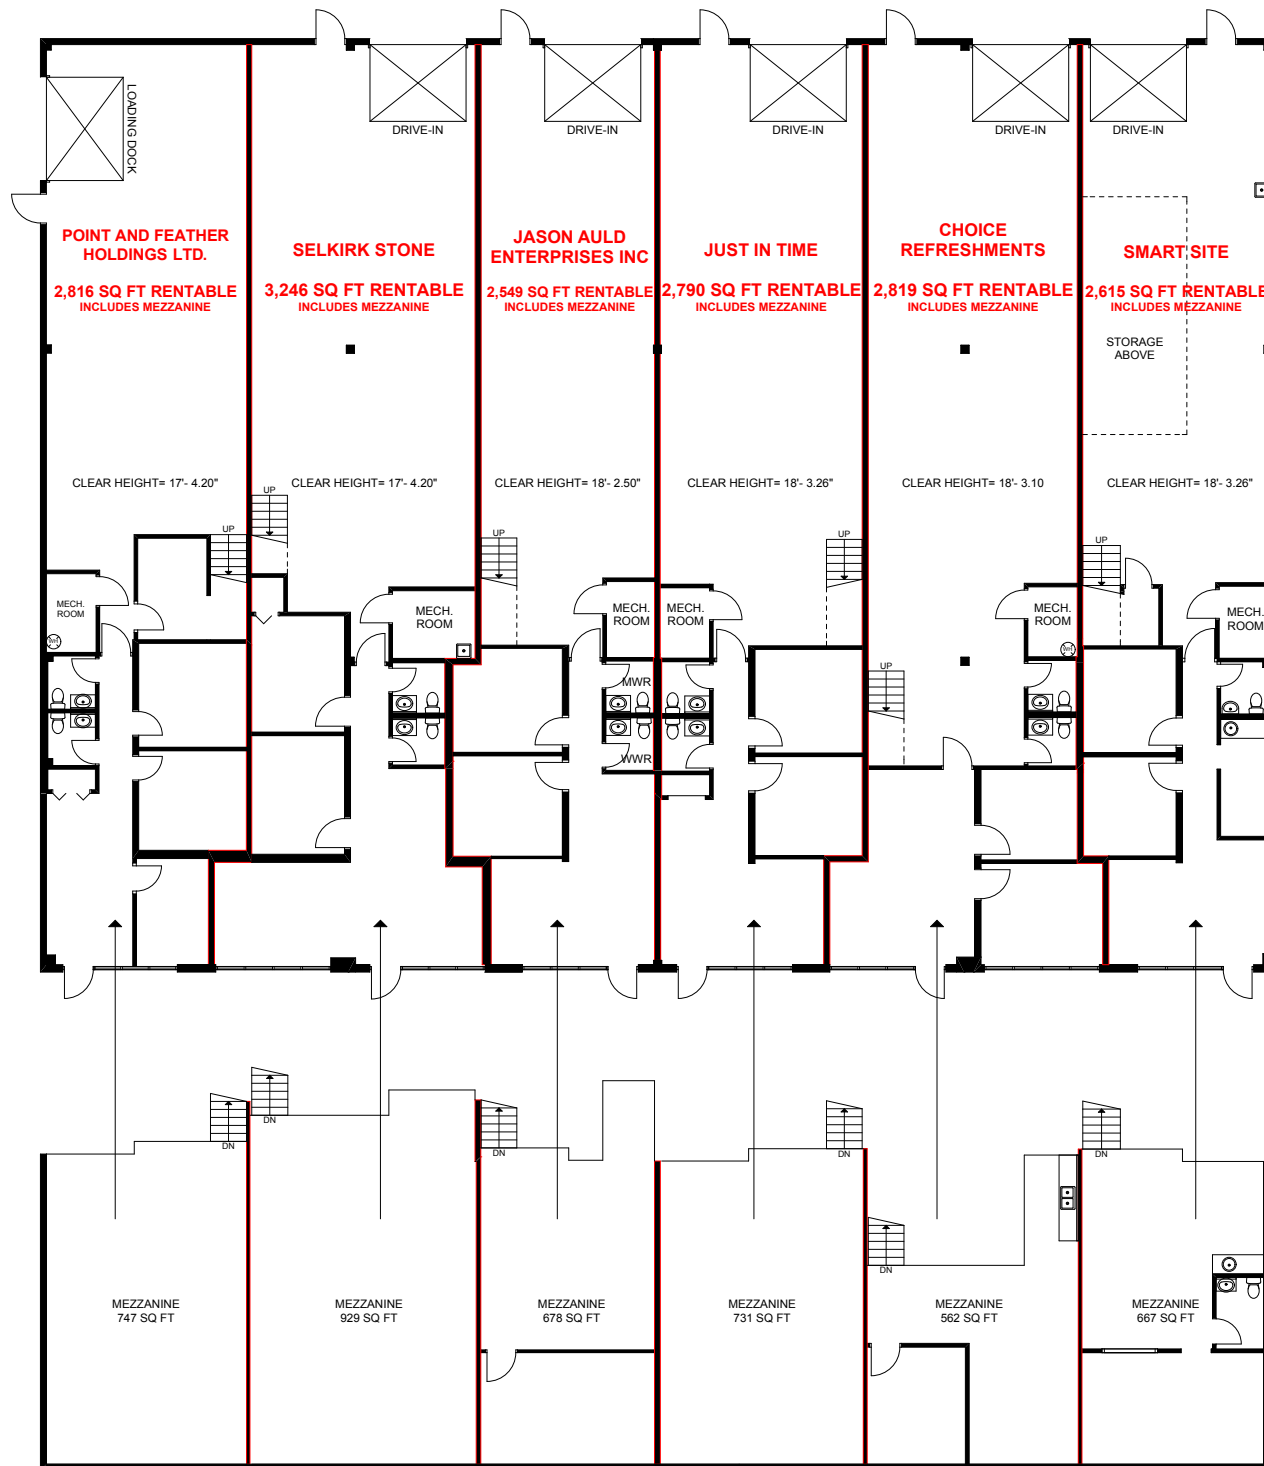 LOADING DOCK
DRIVE-IN
DRIVE-IN
DRIVE-IN
DRIVE-IN
DRIVE-IN
POINT AND FEATHER
HOLDINGS LTD.
2,816 SQ FT RENTABLE
INCLUDES MEZZANINE
SELKIRK STONE
3,246 SQ FT RENTABLE
INCLUDES MEZZANINE
JASON AULD
ENTERPRISES INC
2,549 SQ FT RENTABLE
INCLUDES MEZZANINE
JUST IN TIME
2,790 SQ FT RENTABLE
INCLUDES MEZZANINE
CHOICE
REFRESHMENTS
2,819 SQ FT RENTABLE
INCLUDES MEZZANINE
SMART SITE
2,615 SQ FT RENTABLE
INCLUDES MEZZANINE
STORAGE
ABOVE
CLEAR HEIGHT= 17'- 4.20"
CLEAR HEIGHT= 17'- 4.20"
CLEAR HEIGHT= 18'- 2.50"
CLEAR HEIGHT= 18'- 3.26"
CLEAR HEIGHT= 18'- 3.10
CLEAR HEIGHT= 18'- 3.26"
UP
UP
UP
UP
UP
UP
MECH.
ROOM
WH
MECH.
ROOM
MECH.
ROOM
MECH.
ROOM
MECH.
ROOM
WH
MECH.
ROOM
MWR
WWR
DN
DN
DN
DN
DN
DN
MEZZANINE
747 SQ FT
MEZZANINE
929 SQ FT
MEZZANINE
678 SQ FT
MEZZANINE
731 SQ FT
MEZZANINE
562 SQ FT
MEZZANINE
667 SQ FT